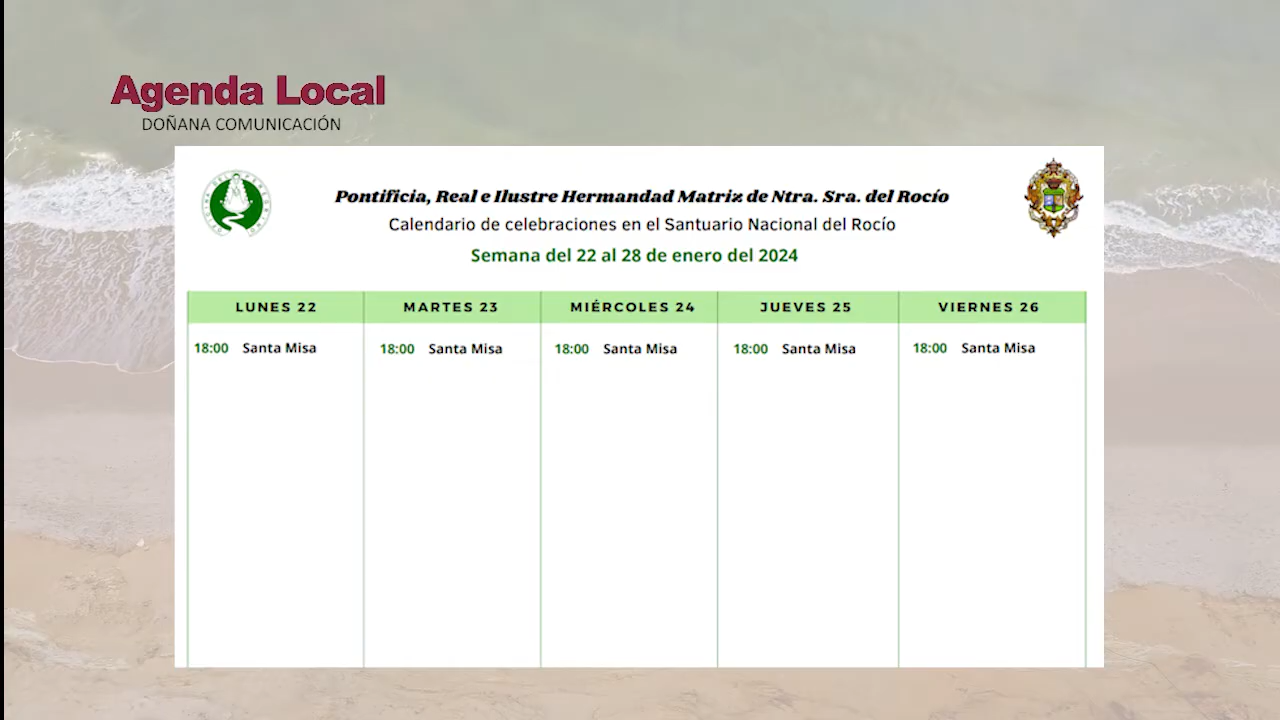 Agenda Local
DOÑANA COMUNICACIÓN
Pontificia, Real e Ilustre Hermandad Matriz de Ntra. Sra. del Rocío
Calendario de celebraciones en el Santuario Nacional del Rocío
Semana del 22 al 28 de enero del 2024
LUNES 22 MARTES 23 MIÉRCOLES 24 JUEVES 25 VIERNES 26
18:00 Santa Misa 18:00 Santa Misa 18:00 Santa Misa 18:00 Santa Misa 18:00 Santa Misa